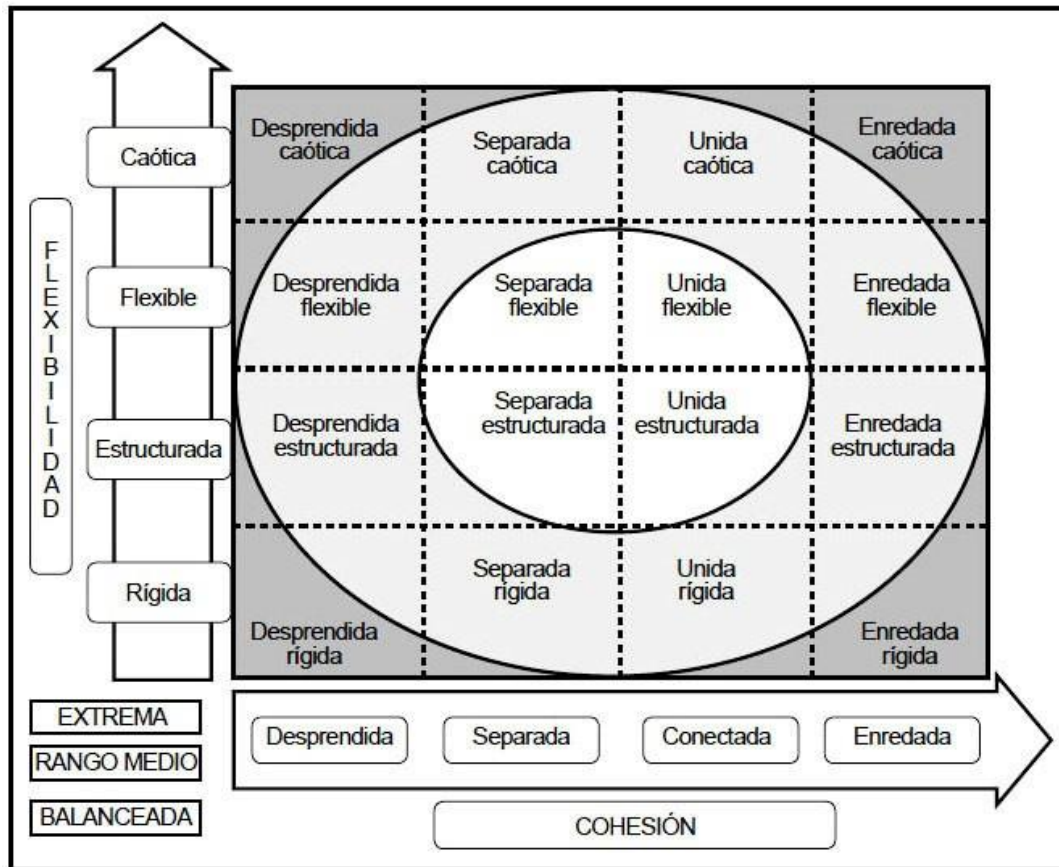 Caótica
Flexible
Estructurada
Rígida
FLEXIBILIDAD
Desprendida
caótica
Separada
caótica
Unida
caótica
Enredada
caótica
Desprendida
flexible
Separada
flexible
Unida
flexible
Enredada
flexible
Desprendida
estructurada
Separada
estructurada
Unida
estructurada
Enredada
estructurada
Desprendida
rígida
Separada
rígida
Unida
rígida
Enredada
rígida
EXTREMA
RANGO MEDIO
BALANCEADA
Desprendida
Separada
Conectada
Enredada
COHESIÓN